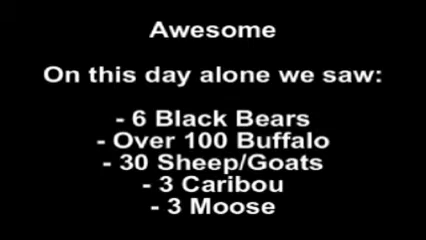 Awesome
On this day alone we saw:
- 6 Black Bears
- Over 100 Buffalo
- 30 Sheep/Goats
- 3 Caribou
- 3 Moose